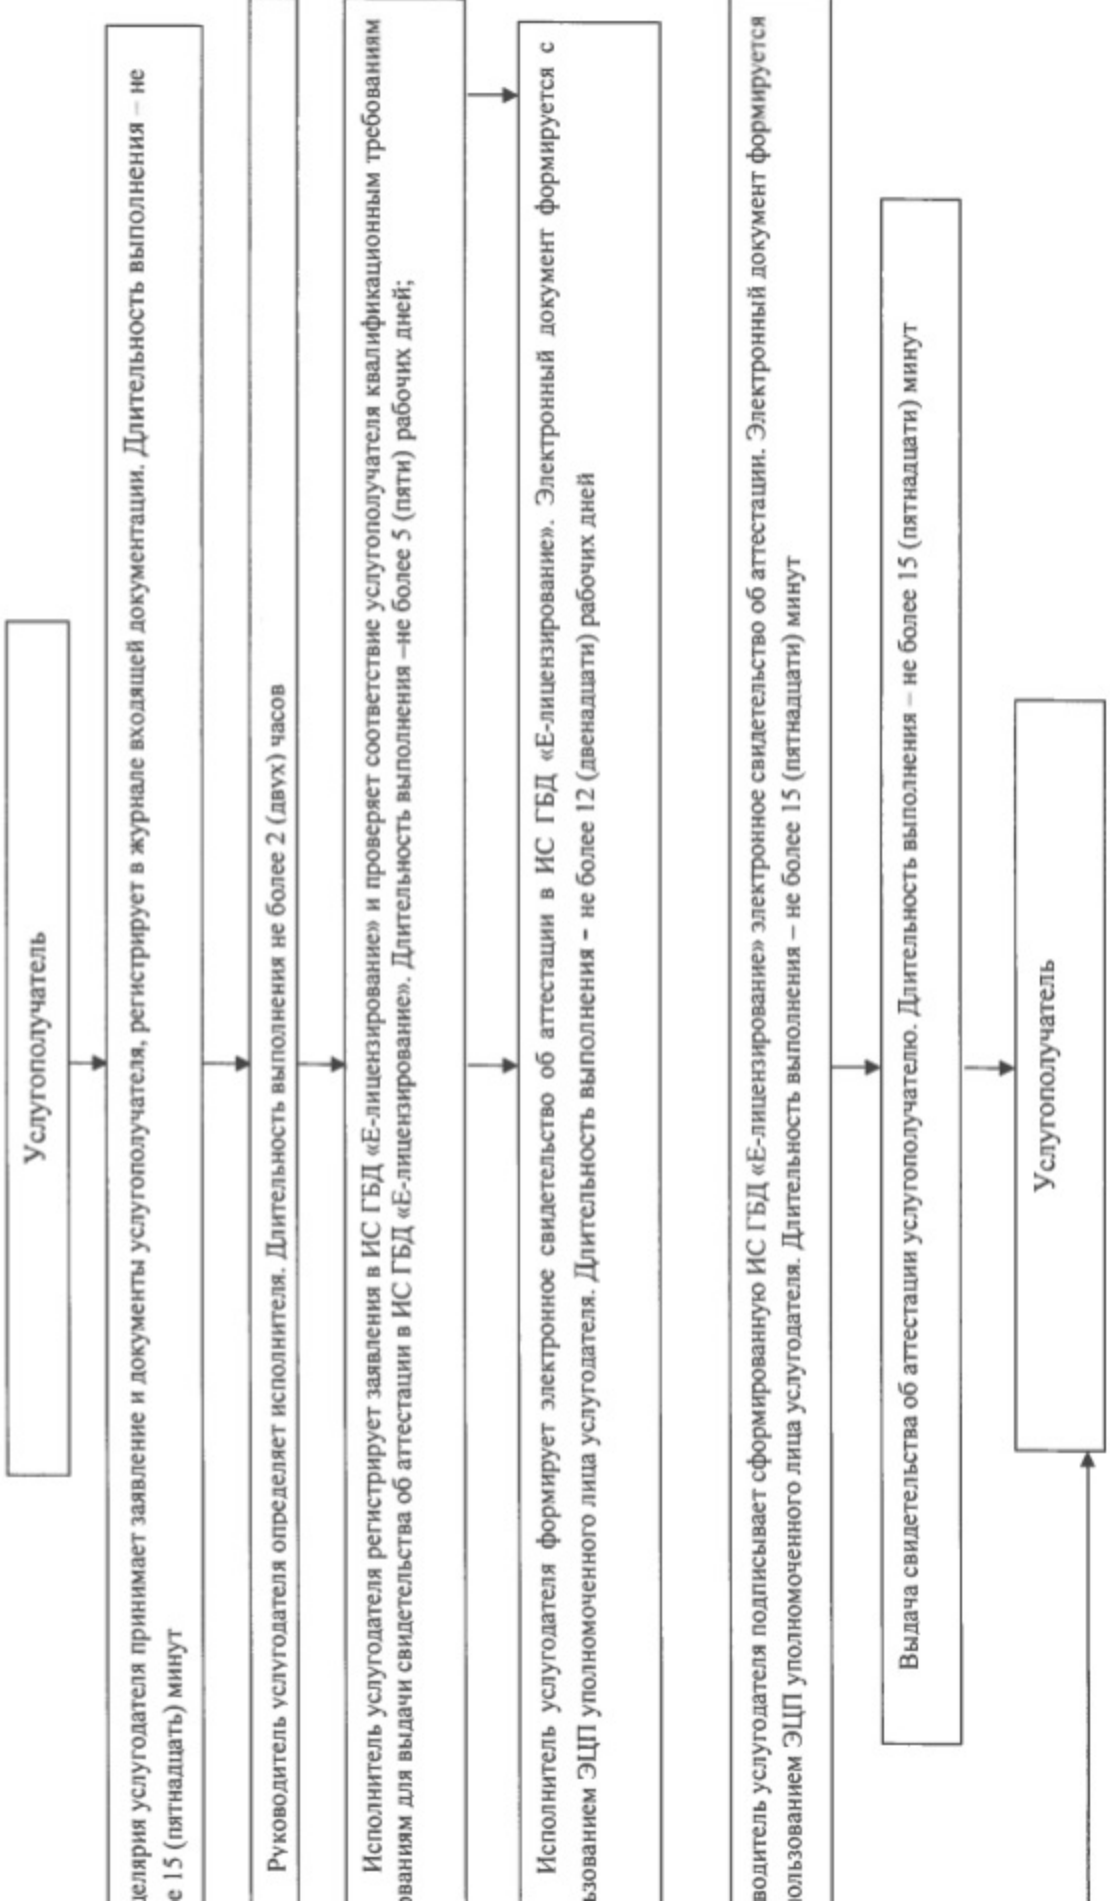 Услугополучатель
целярия услугодателя принимает заявление и документы услугополучателя, регистрирует в журнале входящей документации. Длительность выполнения – не
е 15 (пятнадцать) минут
Руководитель услугодателя определяет исполнителя. Длительность выполнения не более 2 (двух) часов
Исполнитель услугодателя регистрирует заявления в ИС ГБД «Е-лицензирование» и проверяет соответствие услугополучателя квалификационным требованиям
ованиям для выдачи свидетельства об аттестации в ИС ГБД «Е-лицензирование». Длительность выполнения –не более 5 (пяти) рабочих дней;
Исполнитель услугодателя формирует электронное свидетельство об аттестации в ИС ГБД «Е-лицензирование». Электронный документ формируется с
ьзованием ЭЦП уполномоченного лица услугодателя. Длительность выполнения – не более 12 (двенадцати) рабочих дней
водитель услугодателя подписывает сформированную ИС ГБД «Е-лицензирование» электронное свидетельство об аттестации. Электронный документ формируется
пользованием ЭЦП уполномоченного лица услугодателя. Длительность выполнения – не более 15 (пятнадцати) минут
Выдача свидетельства об аттестации услугополучателю. Длительность выполнения – не более 15 (пятнадцати) минут
Услугополучатель